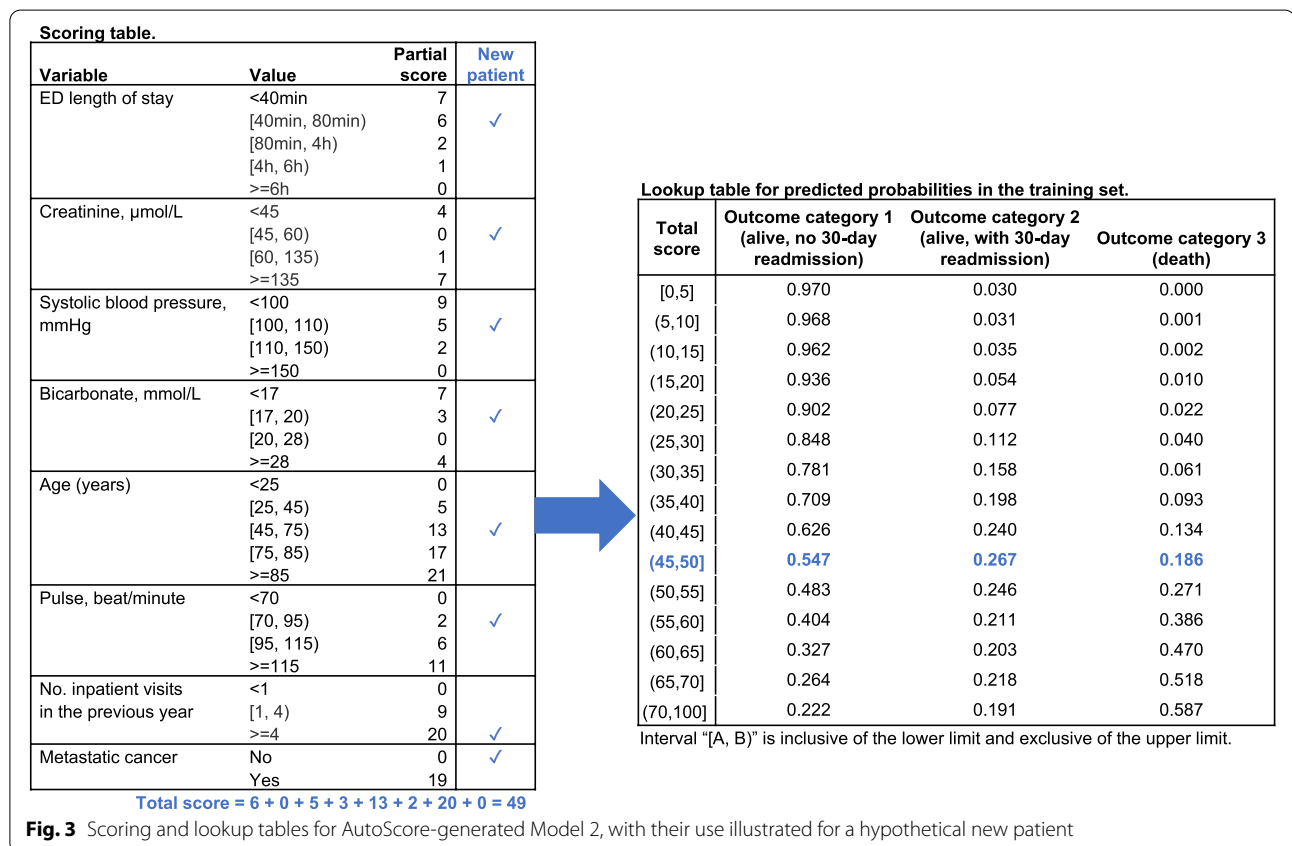 Scoring table.
Variable Value Partial score New patient
ED length of stay <40min 7
[40min, 80min) 6 ✓
[80min, 4h) 2
[4h, 6h) 1
>=6h 0
Creatinine, µmol/L <45 4
[45, 60) 0 ✓
[60, 135) 1
>=135 7
Systolic blood pressure, <100 9
mmHg [100, 110) 5 ✓
[110, 150) 2
>=150 0
Bicarbonate, mmol/L <17 7
[17, 20) 3 ✓
[20, 28) 0
>=28 4
Age (years) <25 0
[25, 45) 5
[45, 75) 13 ✓
[75, 85) 17
>=85 21
Pulse, beat/minute <70 0
[70, 95) 2 ✓
[95, 115) 6
>=115 11
No. inpatient visits <1 0
in the previous year [1, 4) 9
>=4 20 ✓
Metastatic cancer No 0 ✓
Yes 19
Total score = 6 + 0 + 5 + 3 + 13 + 2 + 20 + 0 = 49
Lookup table for predicted probabilities in the training set.
Total score Outcome category 1 (alive, no 30-day readmission) Outcome category 2 (alive, with 30-day readmission) Outcome category 3 (death)
[0,5] 0.970 0.030 0.000
(5,10] 0.968 0.031 0.001
(10,15] 0.962 0.035 0.002
(15,20] 0.936 0.054 0.010
(20,25] 0.902 0.077 0.022
(25,30] 0.848 0.112 0.040
(30,35] 0.781 0.158 0.061
(35,40] 0.709 0.198 0.093
(40,45] 0.626 0.240 0.134
(45,50] 0.547 0.267 0.186
(50,55] 0.483 0.246 0.271
(55,60] 0.404 0.211 0.386
(60,65] 0.327 0.203 0.470
(65,70] 0.264 0.218 0.518
(70,100] 0.222 0.191 0.587
Interval “[A, B)” is inclusive of the lower limit and exclusive of the upper limit.
Fig. 3 Scoring and lookup tables for AutoScore-generated Model 2, with their use illustrated for a hypothetical new patient